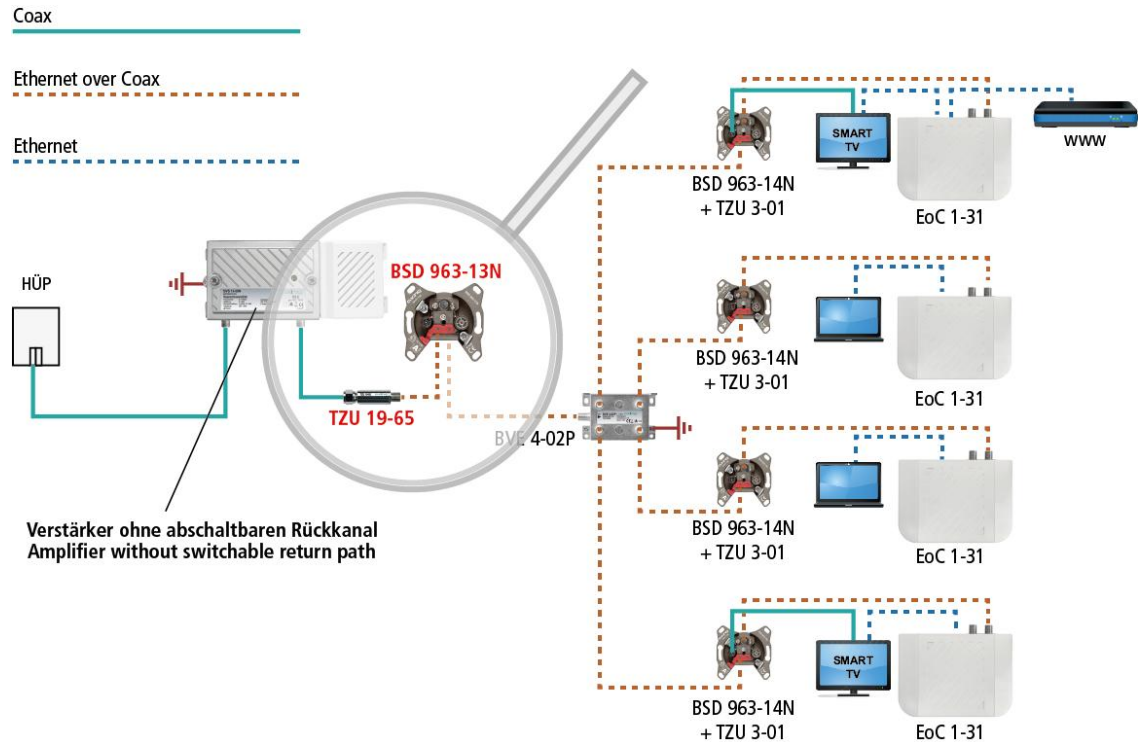 Coax
Ethernet over Coax
Ethernet
HÜP
BSD 963-13N
TZU 19-65
BVE 4-02P
Verstärker ohne abschaltbaren Rückkanal
Amplifier without switchable return path
SMART
TV
WWW
BSD 963-14N
+ TZU 3-01
EoC 1-31
BSD 963-14N
+ TZU 3-01
EoC 1-31
BSD 963-14N
+ TZU 3-01
EoC 1-31
SMART
TV
BSD 963-14N
+ TZU 3-01
EoC 1-31